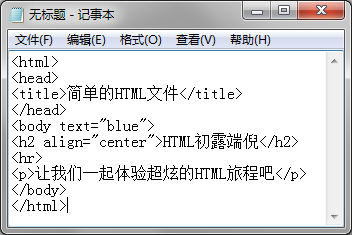 无标题 - 记事本
文件(F) 编辑(E) 格式(O) 查看(V) 帮助(H)
<html>
<head>
<title>简单的HTML文件</title>
</head>
<body text="blue">
<h2 align="center">HTML初露端倪</h2>
<hr>
<p>让我们一起体验超炫的HTML旅程吧</p>
</body>
</html>